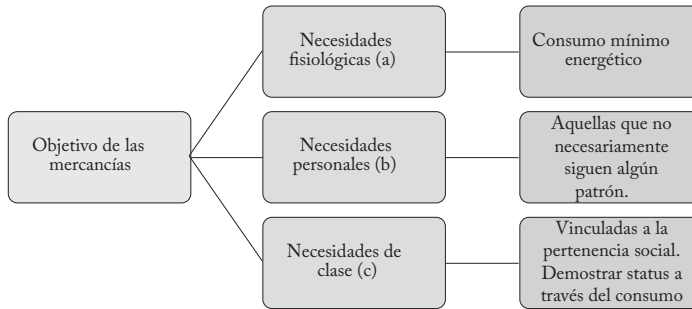 Necesidades
fisiológicas (a)
Consumo mínimo
energético
Objetivo de las
mercancías
Necesidades
personales (b)
Aquellas que no
necesariamente
siguen algún
patrón.
Necesidades de
clase (c)
Vinculadas a la
pertenencia social.
Demostrar status a
través del consumo